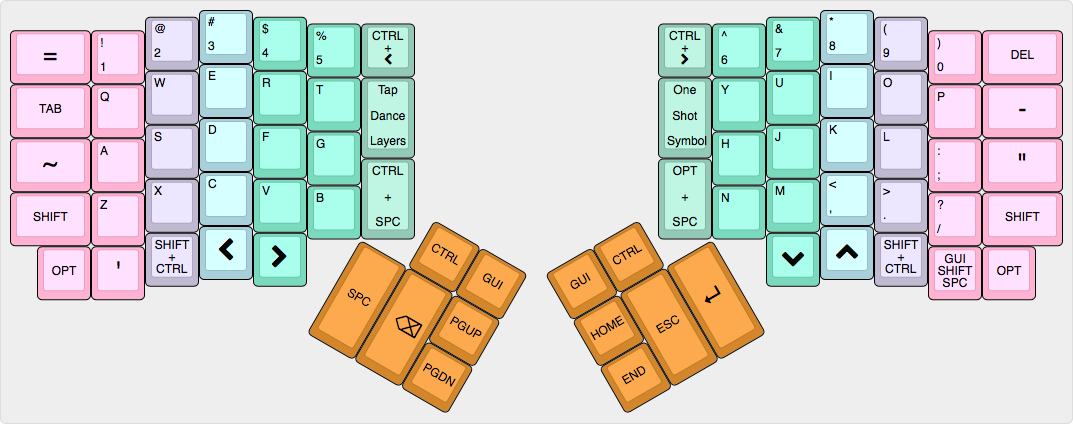 =
!
1
@
2
#
3
$
4
%
5
CTRL
+
<
TAB
Q
W
E
R
T
Tap
Dance
Layers
~
A
S
D
F
G
CTRL
+
SPC
SHIFT
Z
X
C
V
B
OPT
'
SHIFT
+
CTRL
<
>
CTRL
GUI
SPC
⌫
PGUP
PGDN
CTRL
+
>
^
6
&
7
*
8
(
9
)
0
DEL
One
Shot
Symbol
Y
U
I
O
P
-
H
J
K
L
:
;
"
OPT
+
SPC
N
M
<
,
>
.
?
/
SHIFT
SHIFT
+
CTRL
GUI
SHIFT
SPC
OPT
GUI
CTRL
HOME
ESC
↵
END